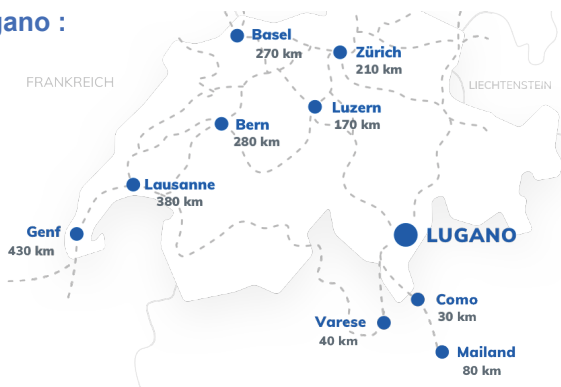 gano :
Basel
270 km
Zürich
210 km
FRANKREICH
LIECHTENSTEIN
Luzern
170 km
Bern
280 km
Lausanne
380 km
Genf
430 km
LUGANO
Como
30 km
Varese
40 km
Mailand
80 km